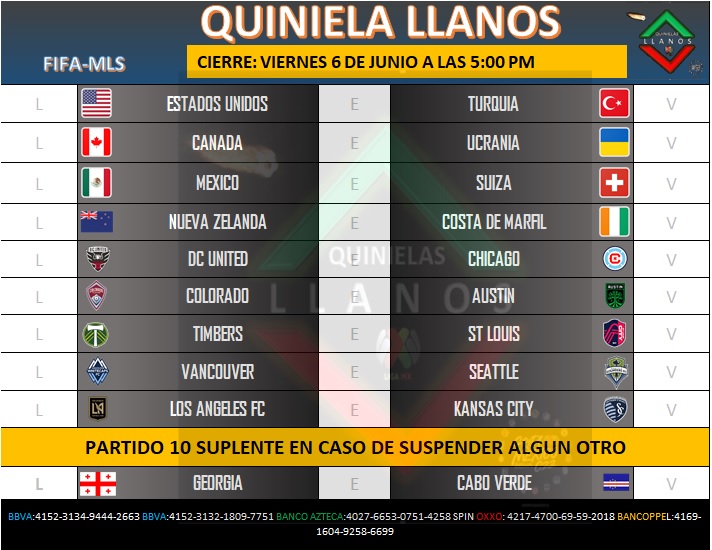 QUINIELA LLANOS
QUINIELAS
LLANOS
FIFA-MLS
CIERRE: VIERNES 6 DE JUNIO A LAS 5:00 PM
L ESTADOS UNIDOS E TURQUIA V
L CANADA E UCRANIA V
L MEXICO E SUIZA V
L NUEVA ZELANDA E COSTA DE MARFIL V
L DC UNITED E CHICAGO V
QUINIELAS
L COLORADO E AUSTIN V
LLANOS
L TIMBERS E ST LOUIS V
LIGA MX
L VANCOUVER E SEATTLE V
L LOS ANGELES FC E KANSAS CITY V
PARTIDO 10 SUPLENTE EN CASO DE SUSPENDER ALGUN OTRO
L GEORGIA E CABO VERDE V
BBVA:4152-3134-9444-2663 BBVA:4152-3132-1809-7751 BANCO AZTECA:4027-6653-0751-4258 SPIN OXXO: 4217-4700-69-59-2018 BANCOPPEL:4169-
1604-9258-6699